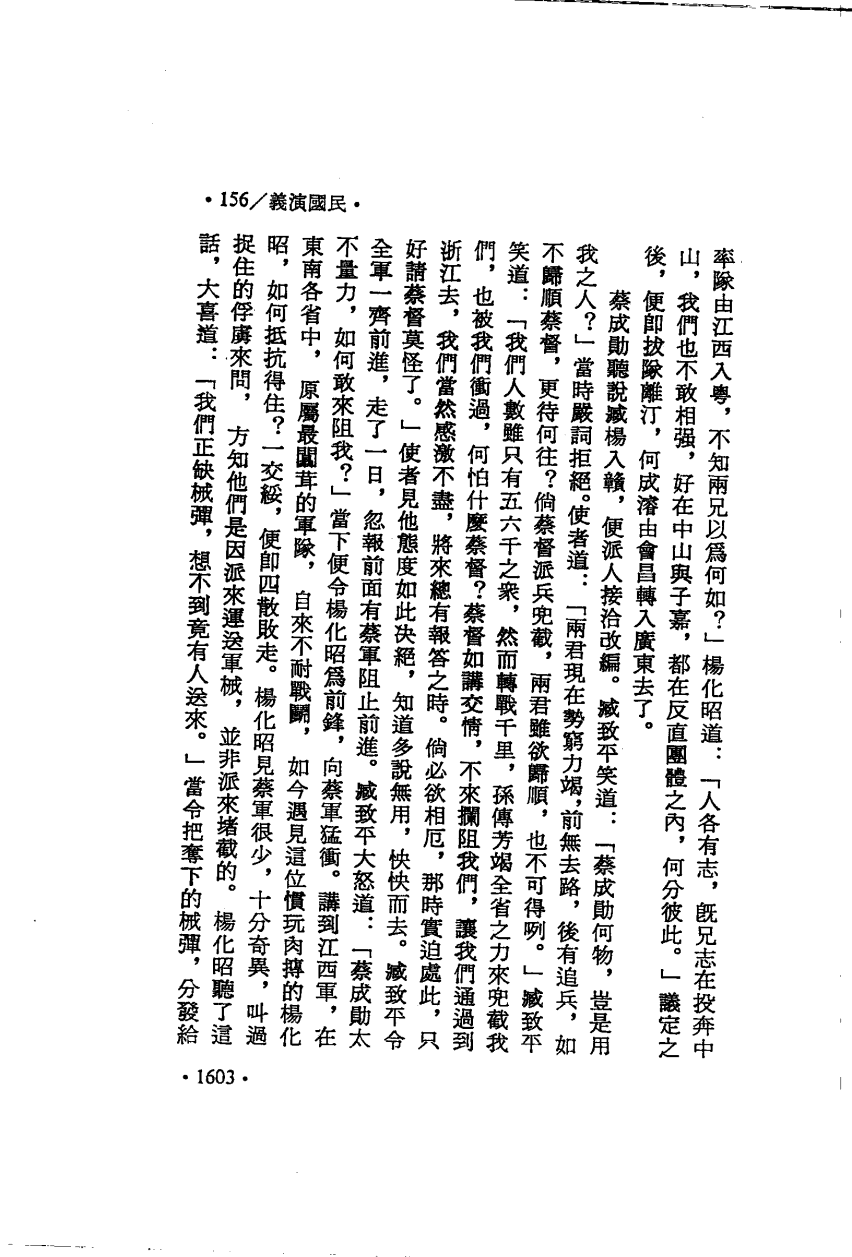 •156／義演國民•
率隊由江西入粵，不知兩兄以爲何如？」楊化昭道：「人各有志，旣兄志在投奔中
山，我們也不敢相强，好在中山與子嘉，都在反直團體之內，何分彼此。」議定之
後，便卽拔隊離汀，何成濬由會昌轉入廣東去了。
蔡成勛聽說臧楊入贛，便派人接洽改編。臧致平笑道：「蔡成勛何物，豈是用
我之人？」當時嚴詞拒絕。使者道：「兩君現在勢窮力竭，前無去路，後有追兵，如
不歸順蔡督，更待何往？倘蔡督派兵兜截，兩君雖欲歸順，也不可得咧。」臧致平
笑道：「我們人數雖只有五六千之衆，然而轉戰千里，孫傳芳竭全省之力來兜截我
們，也被我們衝過，何怕什麼蔡督？蔡督如講交情，不來攔阻我們，讓我們通過到
浙江去，我們當然感激不盡，將來總有報答之時。倘必欲相厄，那時實迫處此，只
好請蔡督莫怪了。」使者見他態度如此決絕，知道多說無用，怏怏而去。臧致平令
全軍一齊前進，走了一日，忽報前面有蔡軍阻止前進。臧致平大怒道：「蔡成勛太
不量力，如何敢來阻我？」當下便令楊化昭爲前鋒，向蔡軍猛衝。講到江西軍，在
東南各省中，原屬最闒茸的軍隊，自來不耐戰鬭，如今遇見這位慣玩肉搏的楊化
昭，如何抵抗得住？一交綏，便卽四散敗走。楊化昭見蔡軍很少，十分奇異，叫過
捉住的俘虜來問，方知他們是因派來運送軍械，並非派來堵截的。楊化昭聽了這
話，大喜道：「我們正缺械彈，想不到竟有人送來。」當令把奪下的械彈，分發給
•1603•